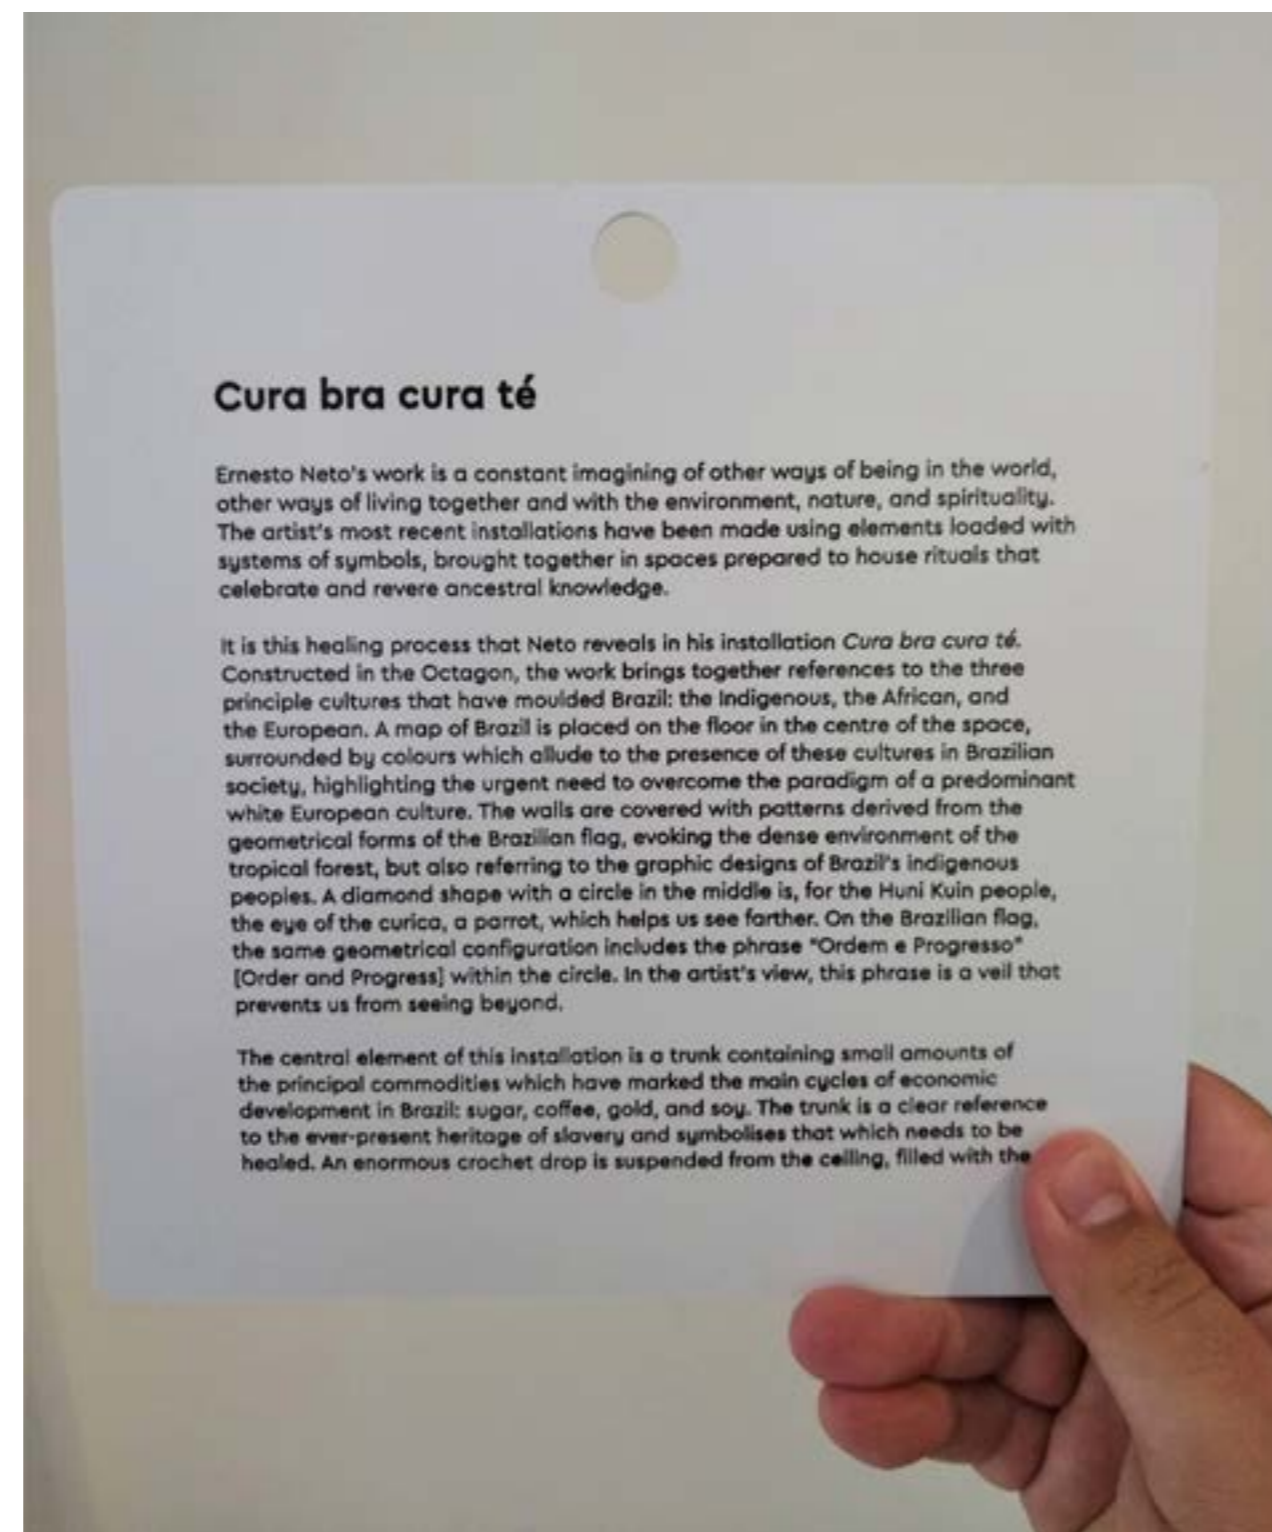 Cura bra cura té
Ernesto Neto's work is a constant imagining of other ways of being in the world,
other ways of living together and with the environment, nature, and spirituality.
The artist's most recent installations have been made using elements loaded with
systems of symbols, brought together in spaces prepared to house rituals that
celebrate and revere ancestral knowledge.
It is this healing process that Neto reveals in his installation Cura bra cura té.
Constructed in the Octagon, the work brings together references to the three
principle cultures that have moulded Brazil: the Indigenous, the African, and
the European. A map of Brazil is placed on the floor in the centre of the space,
surrounded by colours which allude to the presence of these cultures in Brazilian
society, highlighting the urgent need to overcome the paradigm of a predominant
white European culture. The walls are covered with patterns derived from the
geometrical forms of the Brazilian flag, evoking the dense environment of the
tropical forest, but also referring to the graphic designs of Brazil's indigenous
peoples. A diamond shape with a circle in the middle is, for the Huni Kuin people,
the eye of the curica, a parrot, which helps us see farther. On the Brazilian flag,
the same geometrical configuration includes the phrase "Ordem e Progresso"
[Order and Progress] within the circle. In the artist's view, this phrase is a veil that
prevents us from seeing beyond.
The central element of this installation is a trunk containing small amounts of
the principal commodities which have marked the main cycles of economic
development in Brazil: sugar, coffee, gold, and soy. The trunk is a clear reference
to the ever-present heritage of slavery and symbolises that which needs to be
healed. An enormous crochet drop is suspended from the ceiling, filled with the